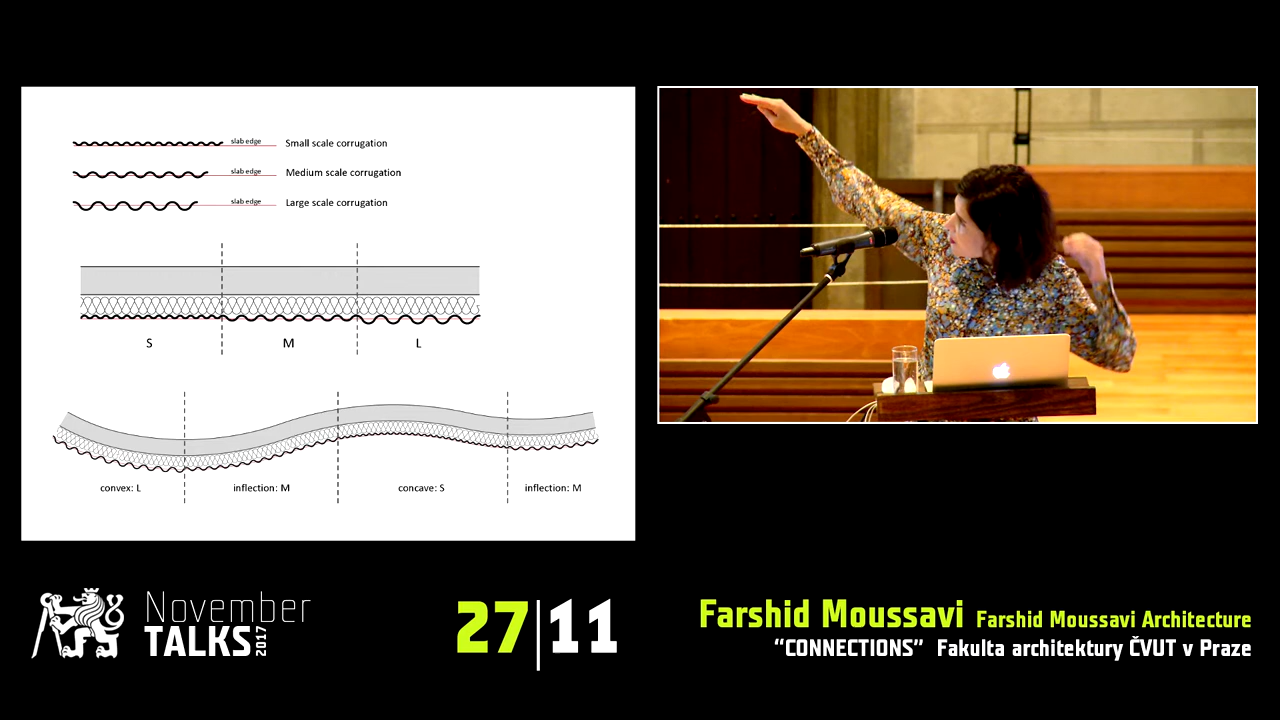 slab edge Small scale corrugation
slab edge Medium scale corrugation
slab edge Large scale corrugation
S M L
convex: L inflection: M concave: S inflection: M
November
TALKS 2017
27|11
Farshid Moussavi Farshid Moussavi Architecture
“CONNECTIONS” Fakulta architektury ČVUT v Praze